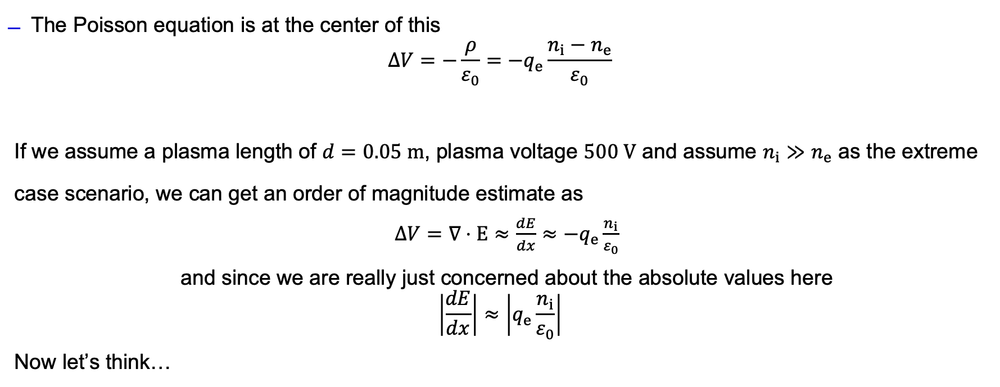 – The Poisson equation is at the center of this
ΔV = −ρ/ε₀ = −qₑ (nᵢ − nₑ)/ε₀
If we assume a plasma length of d = 0.05 m, plasma voltage 500 V and assume nᵢ ≫ nₑ as the extreme
case scenario, we can get an order of magnitude estimate as
ΔV = ∇ · E ≈ dE/dx ≈ −qₑ nᵢ/ε₀
and since we are really just concerned about the absolute values here
|dE/dx| ≈ |qₑ nᵢ/ε₀|
Now let’s think…